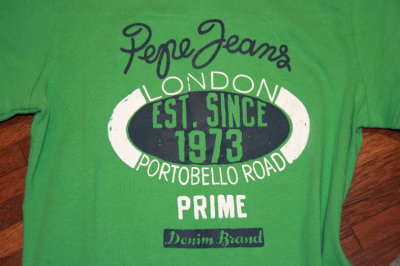 Pepe Jeans
LONDON
EST. SINCE
1973
PORTOBELLO ROAD
PRIME
Denim Brand